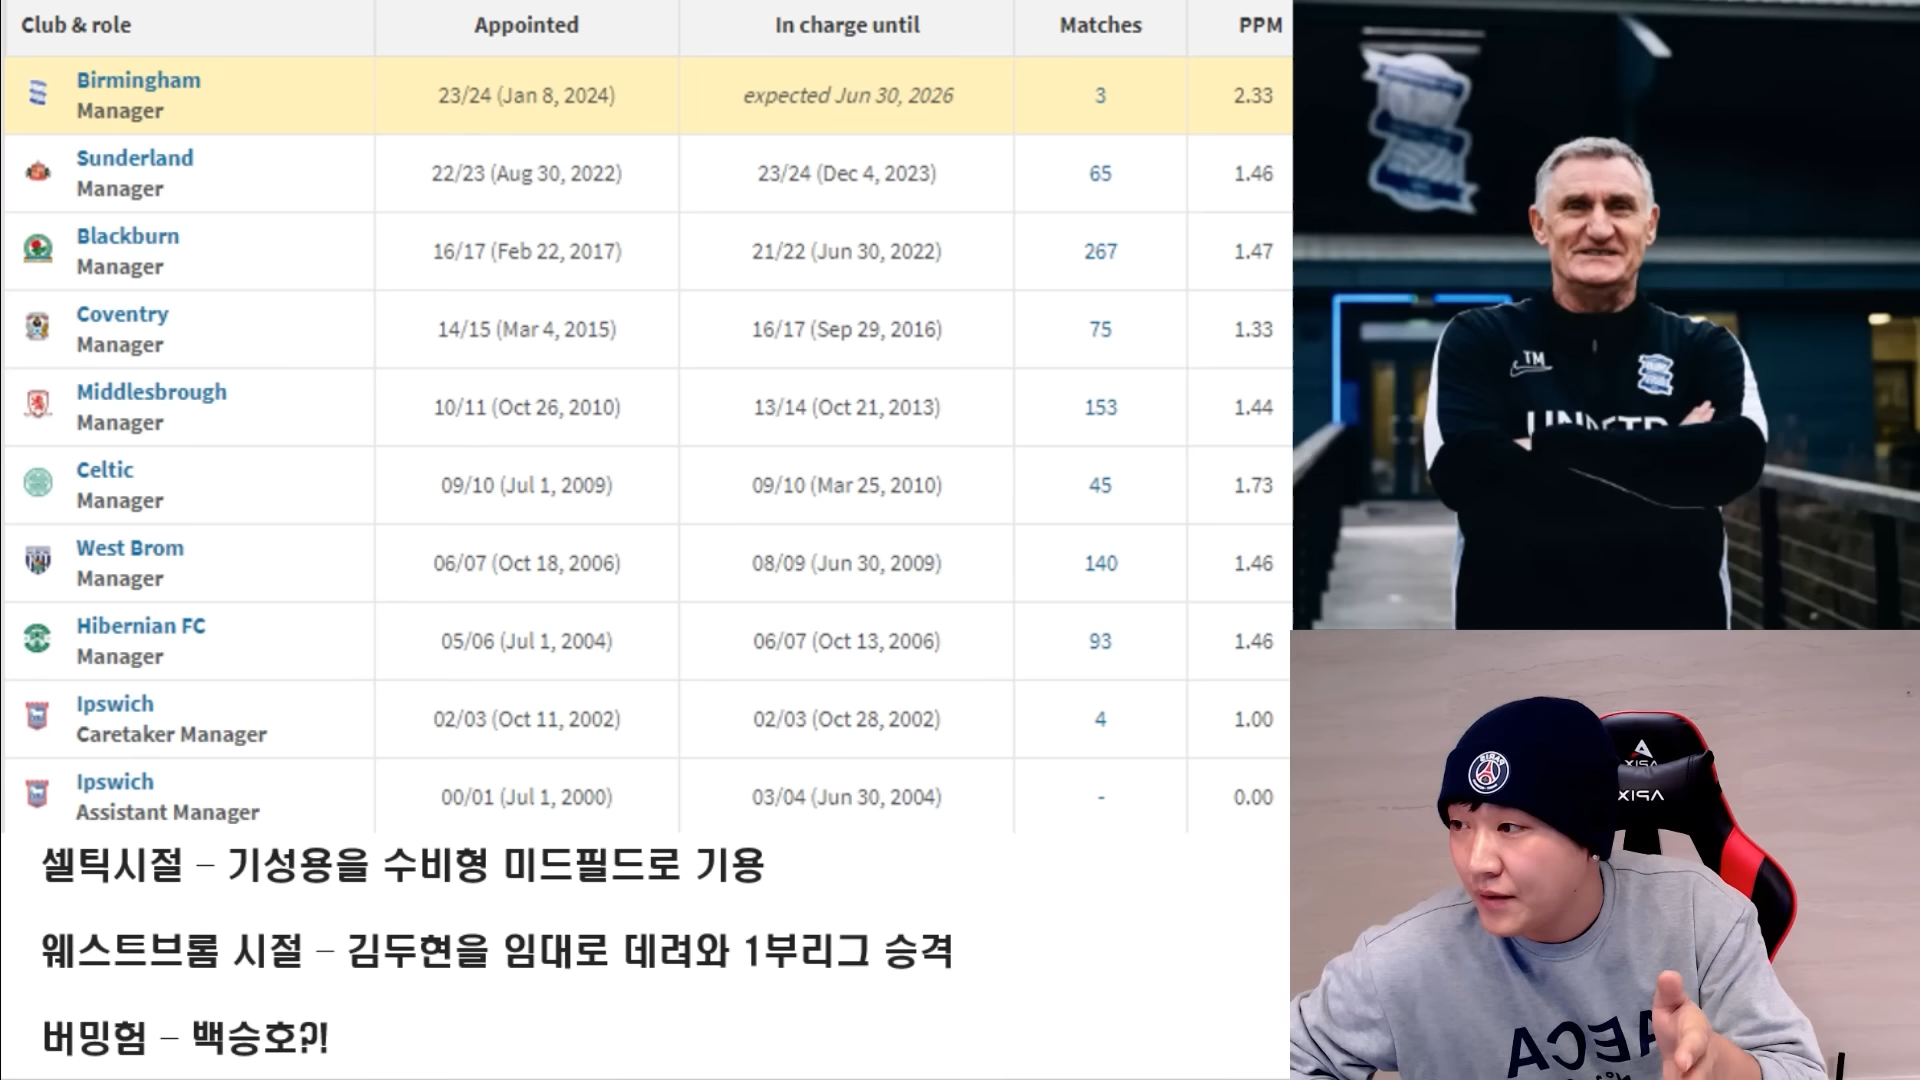 Club & role Appointed In charge until Matches PPM
Birmingham
Manager 23/24 (Jan 8, 2024) expected Jun 30, 2026 3 2.33
Sunderland
Manager 22/23 (Aug 30, 2022) 23/24 (Dec 4, 2023) 65 1.46
Blackburn
Manager 16/17 (Feb 22, 2017) 21/22 (Jun 30, 2022) 267 1.47
Coventry
Manager 14/15 (Mar 4, 2015) 16/17 (Sep 29, 2016) 75 1.33
Middlesbrough
Manager 10/11 (Oct 26, 2010) 13/14 (Oct 21, 2013) 153 1.44
Celtic
Manager 09/10 (Jul 1, 2009) 09/10 (Mar 25, 2010) 45 1.73
West Brom
Manager 06/07 (Oct 18, 2006) 08/09 (Jun 30, 2009) 140 1.46
Hibernian FC
Manager 05/06 (Jul 1, 2004) 06/07 (Oct 13, 2006) 93 1.46
Ipswich
Caretaker Manager 02/03 (Oct 11, 2002) 02/03 (Oct 28, 2002) 4 1.00
Ipswich
Assistant Manager 00/01 (Jul 1, 2000) 03/04 (Jun 30, 2004) - 0.00
셀틱시절 - 기성용을 수비형 미드필드로 기용
웨스트브롬 시절 - 김두현을 임대로 데려와 1부리그 승격
버밍험 - 백승호?!
TM
PARIS
APIX
APIX